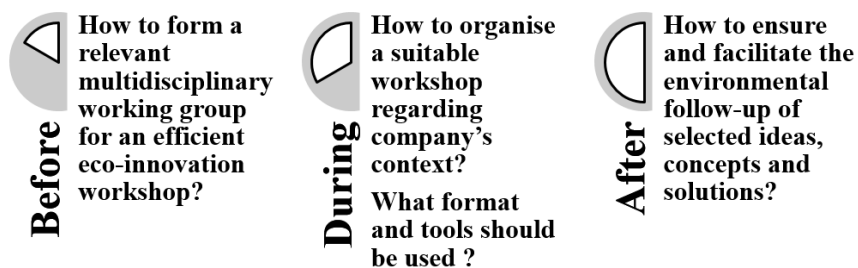 Before
How to form a
relevant
multidisciplinary
working group
for an efficient
eco-innovation
workshop?
During
How to organise
a suitable
workshop
regarding
company's
context?
What format
and tools should
be used ?
After
How to ensure
and facilitate the
environmental
follow-up of
selected ideas,
concepts and
solutions?